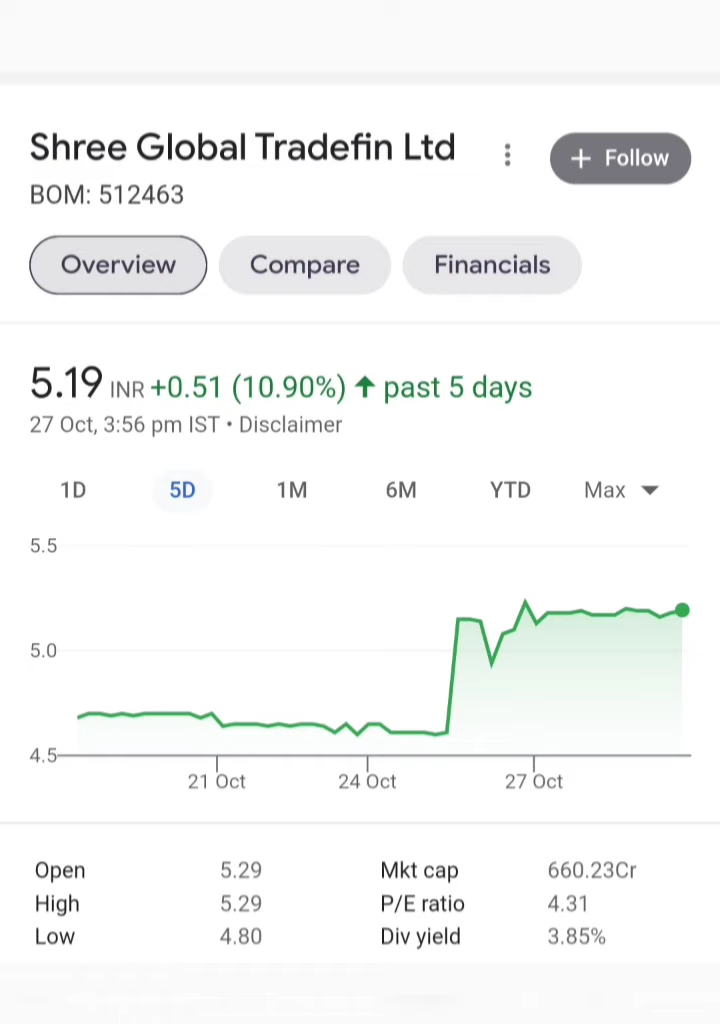 Shree Global Tradefin Ltd
+ Follow
BOM: 512463
Overview Compare Financials
5.19 INR +0.51 (10.90%) ↑ past 5 days
27 Oct, 3:56 pm IST • Disclaimer
1D 5D 1M 6M YTD Max
5.5
5.0
4.5
21 Oct 24 Oct 27 Oct
Open 5.29 Mkt cap 660.23Cr
High 5.29 P/E ratio 4.31
Low 4.80 Div yield 3.85%